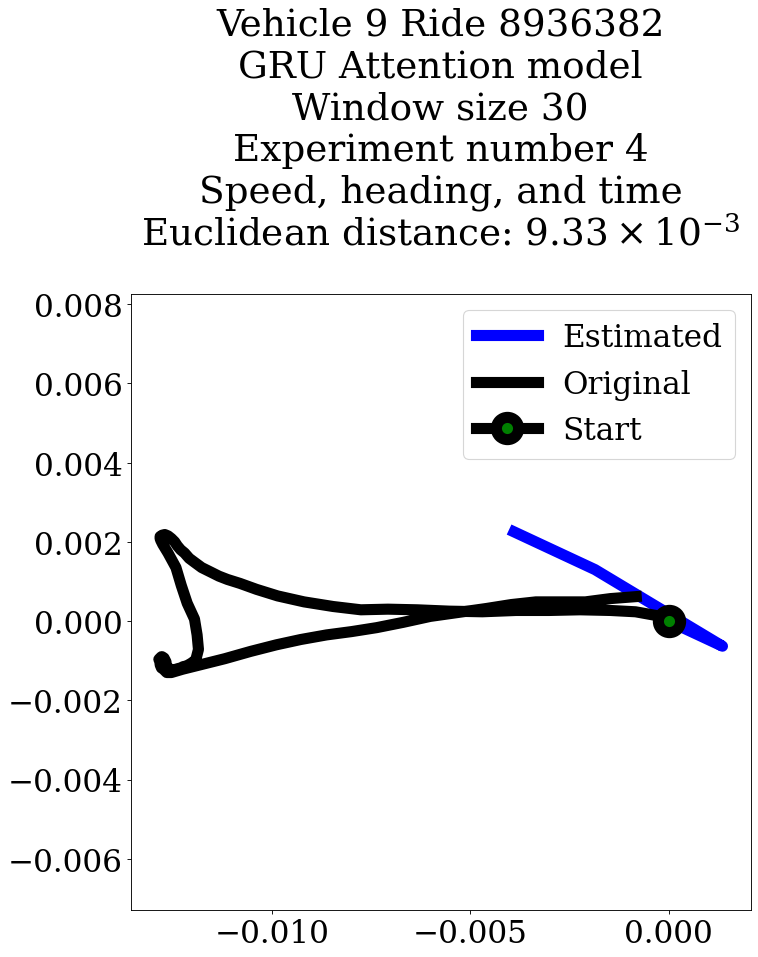 Vehicle 9 Ride 8936382
GRU Attention model
Window size 30
Experiment number 4
Speed, heading, and time
Euclidean distance: 9.33 × 10⁻³
Estimated
Original
Start
0.008
0.006
0.004
0.002
0.000
−0.002
−0.004
−0.006
−0.010
−0.005
0.000